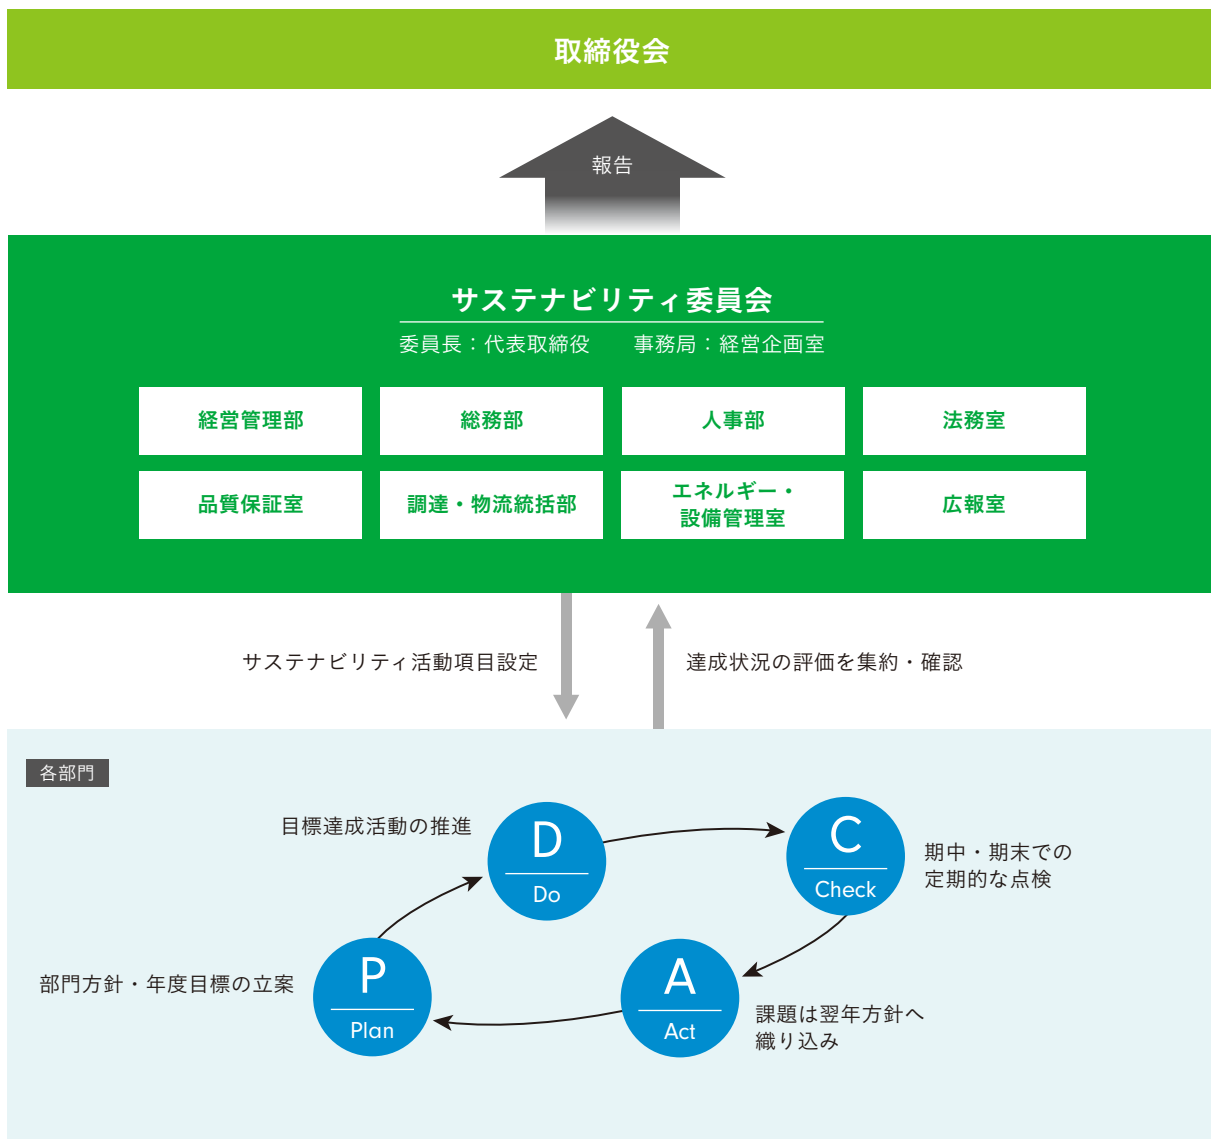 取締役会
報告
サステナビリティ委員会
委員長：代表取締役　　事務局：経営企画室
経営管理部
総務部
人事部
法務室
品質保証室
調達・物流統括部
エネルギー・
設備管理室
広報室
サステナビリティ活動項目設定
達成状況の評価を集約・確認
各部門
目標達成活動の推進
D
Do
C
Check
期中・期末での
定期的な点検
部門方針・年度目標の立案
P
Plan
A
Act
課題は翌年方針へ
織り込み